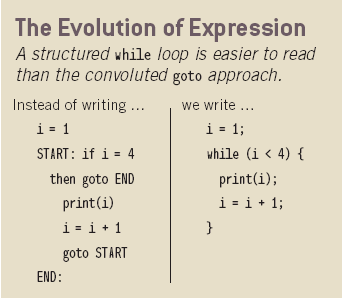 The Evolution of Expression
A structured while loop is easier to read
than the convoluted goto approach.
Instead of writing ...
i = 1
START: if i = 4
then goto END
print(i)
i = i + 1
goto START
END:
we write ...
i = 1;
while (i < 4) {
print(i);
i = i + 1;
}